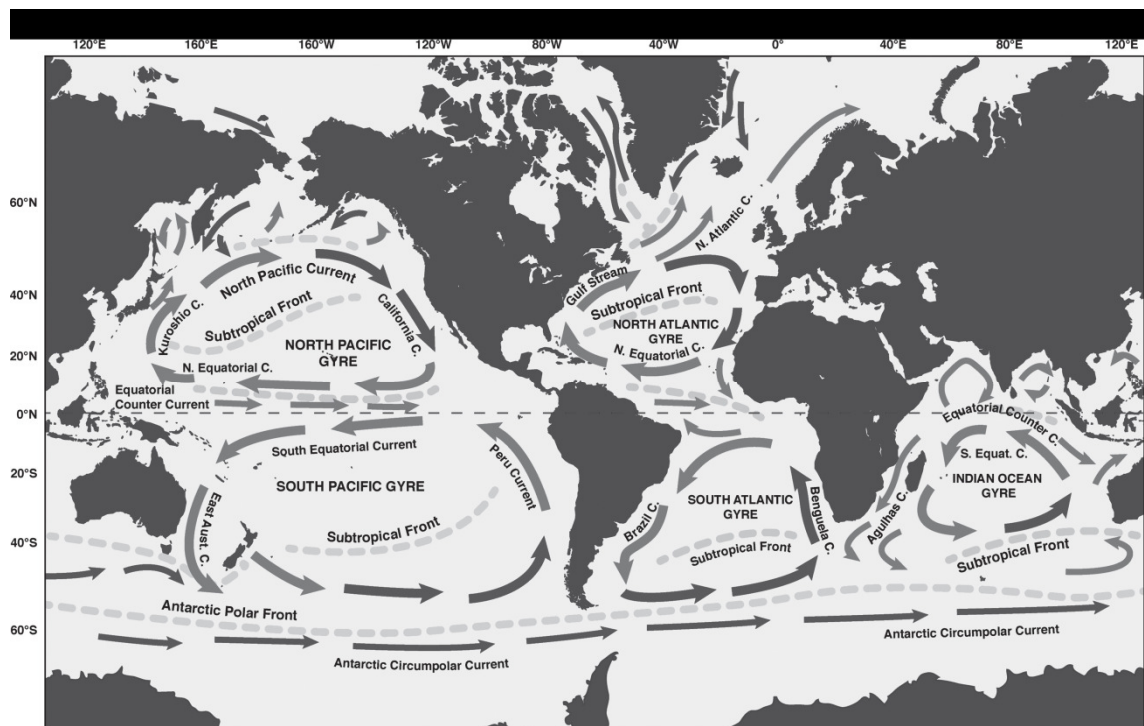 120°E 160°E 160°W 120°W 80°W 40°W 0° 40°E 80°E 120°E
60°N
40°N
20°N
0°N
20°S
40°S
60°S
North Pacific Current
Kuroshio C.
Subtropical Front
California C.
NORTH PACIFIC
GYRE
N. Equatorial C.
Equatorial
Counter Current
South Equatorial Current
SOUTH PACIFIC GYRE
Peru Current
East Aust. C.
Subtropical Front
Antarctic Polar Front
Antarctic Circumpolar Current
N. Atlantic C.
Gulf Stream
Subtropical Front
NORTH ATLANTIC
GYRE
N. Equatorial C.
SOUTH ATLANTIC
GYRE
Brazil C.
Benguela C.
Subtropical Front
Agulhas C.
Equatorial Counter C.
S. Equat. C.
INDIAN OCEAN
GYRE
Subtropical Front
Antarctic Circumpolar Current